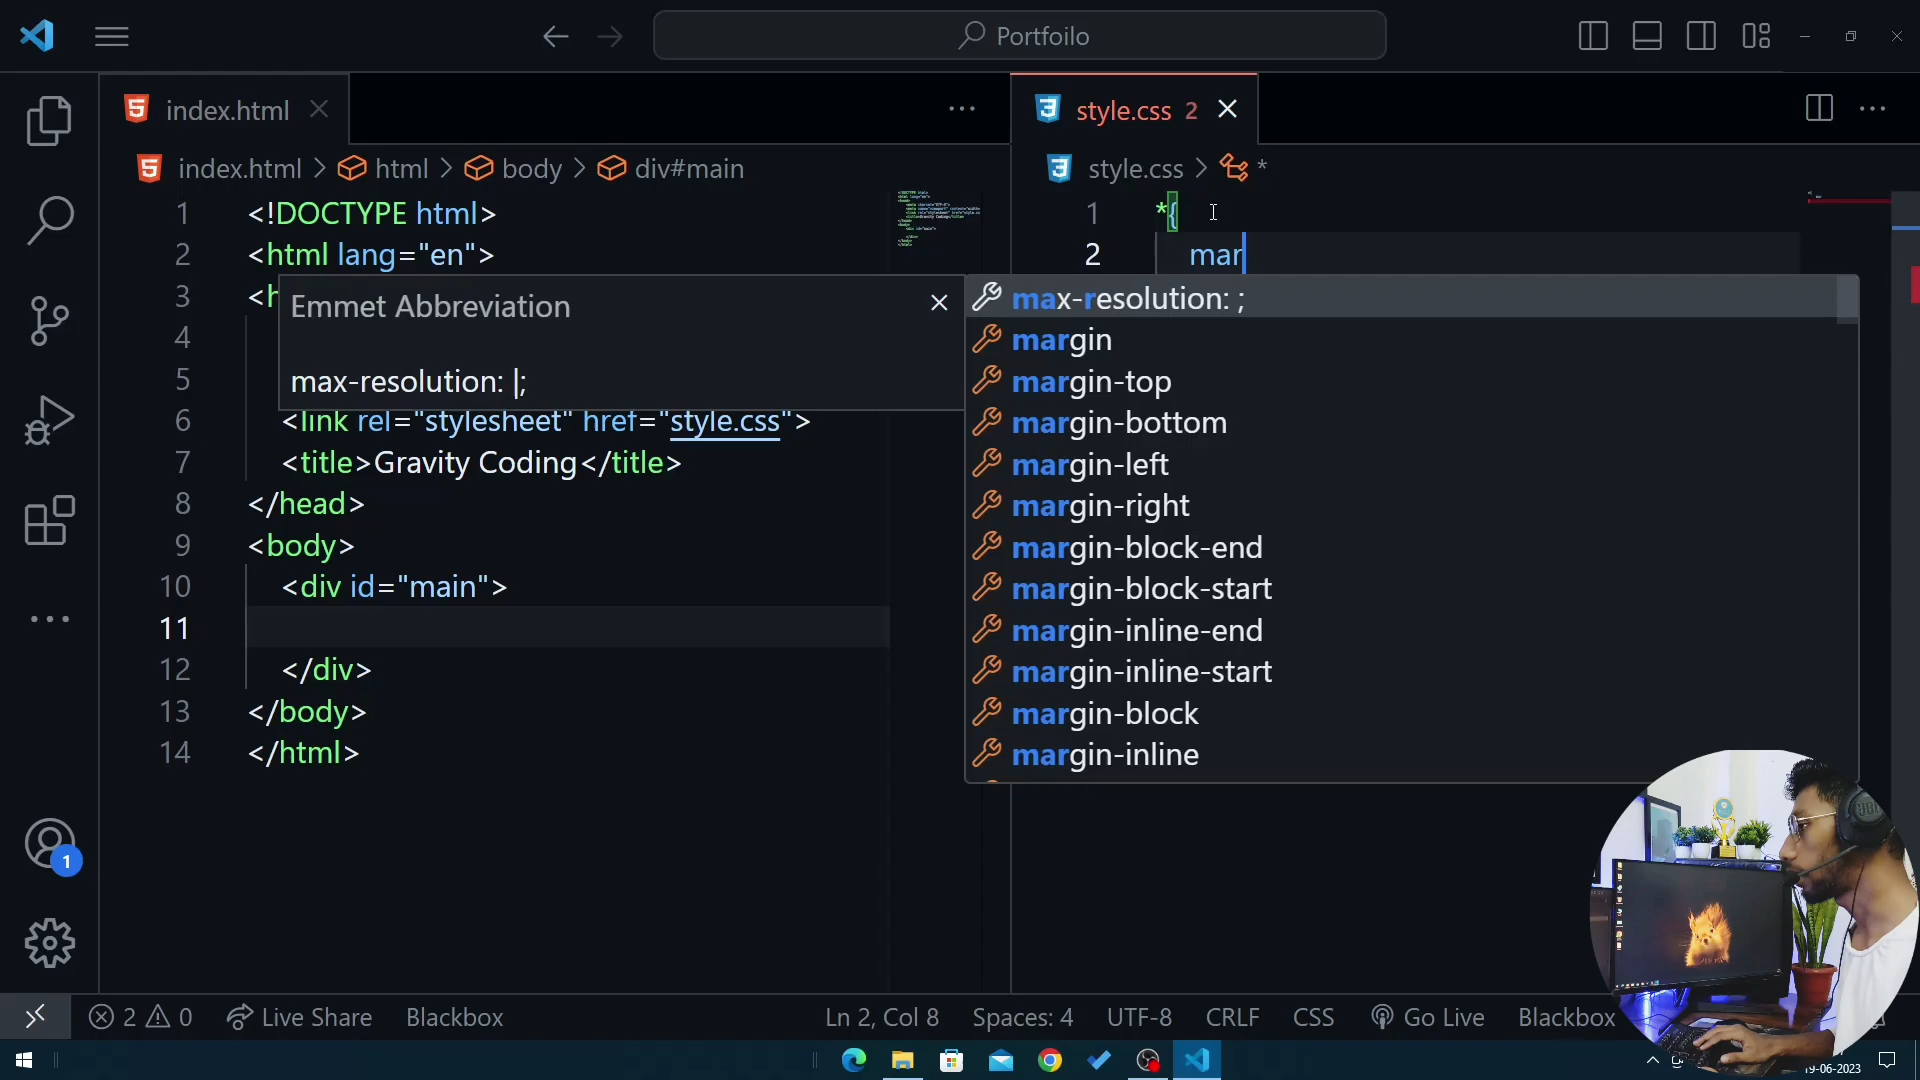 Portfoilo
index.html
style.css 2
index.html > html > body > div#main
style.css > *
1 <!DOCTYPE html>
2 <html lang="en">
3 <h
4
5
6 <link rel="stylesheet" href="style.css">
7 <title>Gravity Coding</title>
8 </head>
9 <body>
10 <div id="main">
11
12 </div>
13 </body>
14 </html>
Emmet Abbreviation
max-resolution: |;
1 *{
2 mar
max-resolution: ;
margin
margin-top
margin-bottom
margin-left
margin-right
margin-block-end
margin-block-start
margin-inline-end
margin-inline-start
margin-block
margin-inline
1
2 0 Live Share Blackbox Ln 2, Col 8 Spaces: 4 UTF-8 CRLF CSS Go Live Blackbox
19-06-2023